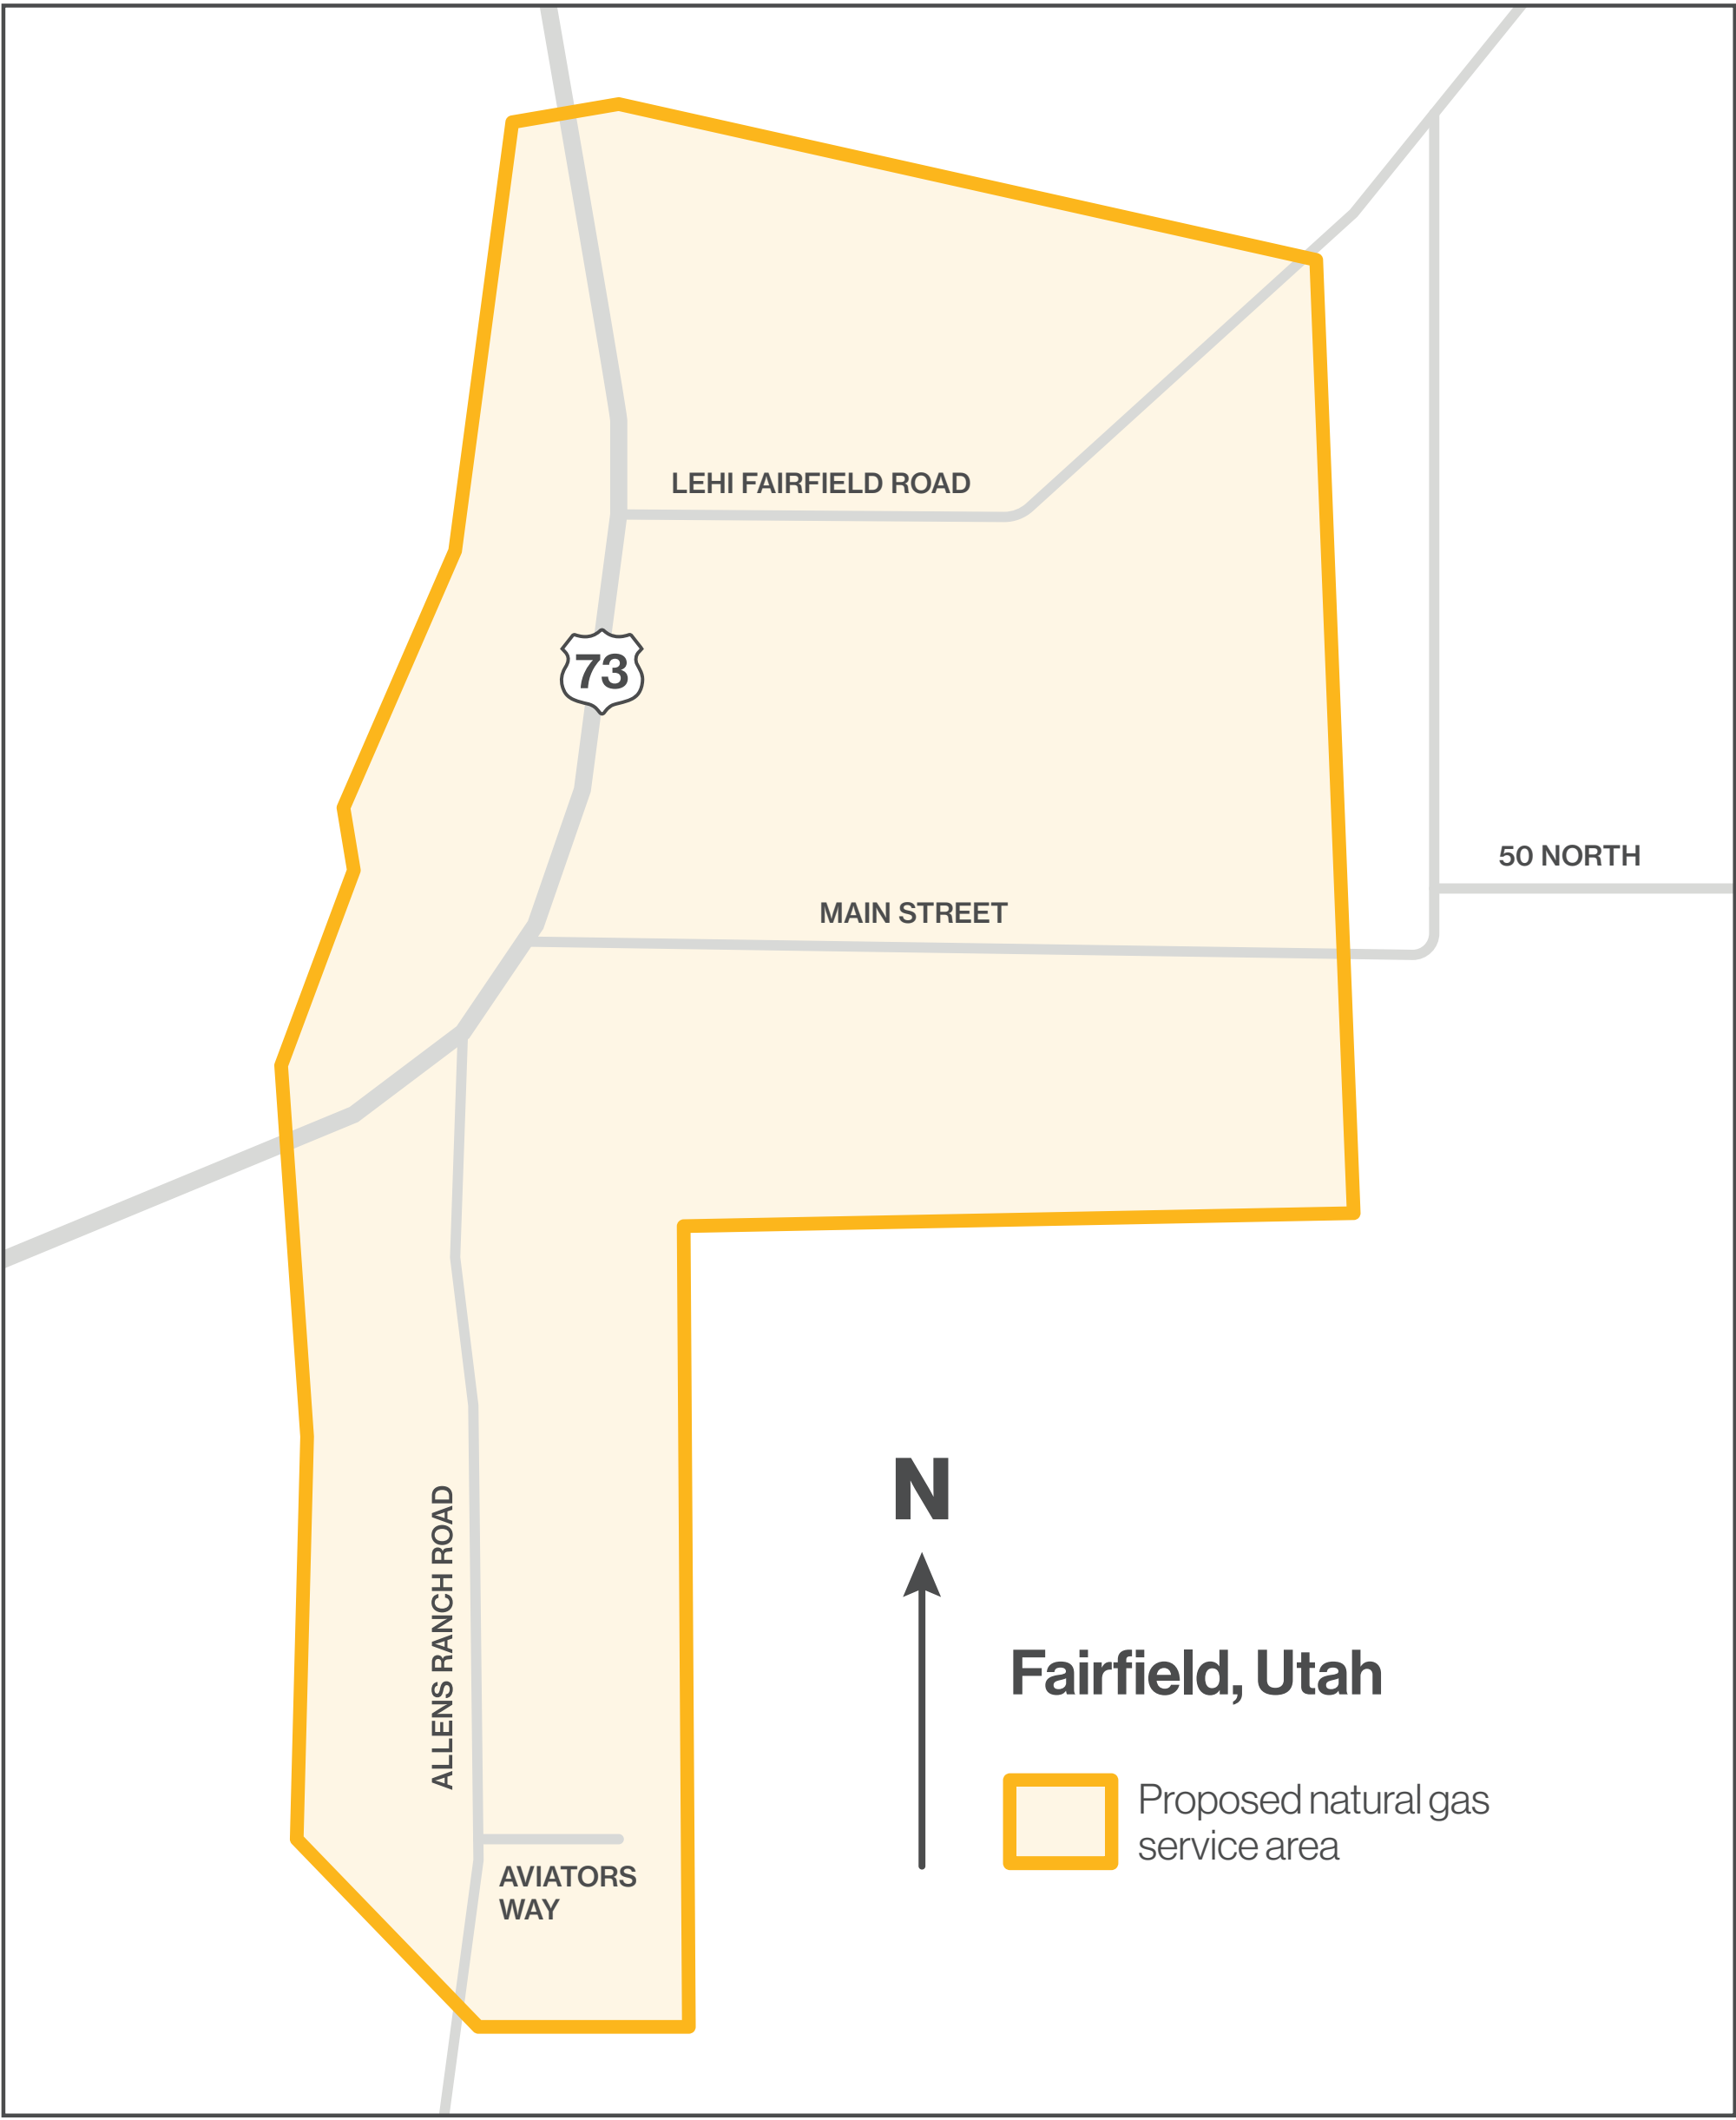 LEHI FAIRFIELD ROAD
73
50 NORTH
MAIN STREET
N
ALLENS RANCH ROAD
Fairfield, Utah
Proposed natural gas
service area
AVIATORS
WAY